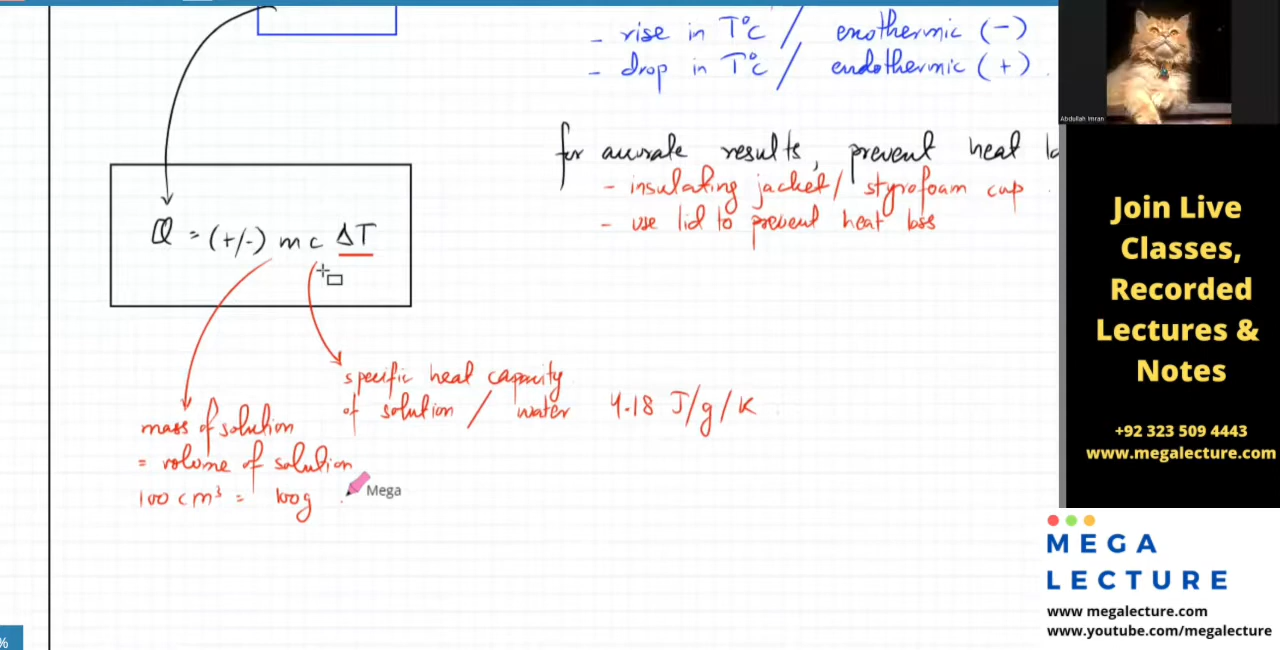 - rise in T°C / exothermic (-)
- drop in T°C / endothermic (+).
for accurate results, prevent heat lo
- insulating jacket / styrofoam cup.
- use lid to prevent heat loss
Q = (+/-) m c ΔT
specific heat capacity
of solution / water 4.18 J/g/K
mass of solution
= volume of solution
100 cm³ = 100g
Mega
Abdullah Imran
Join Live
Classes,
Recorded
Lectures &
Notes
+92 323 509 4443
www.megalecture.com
MEGA
LECTURE
www megalecture.com
www.youtube.com/megalecture
%